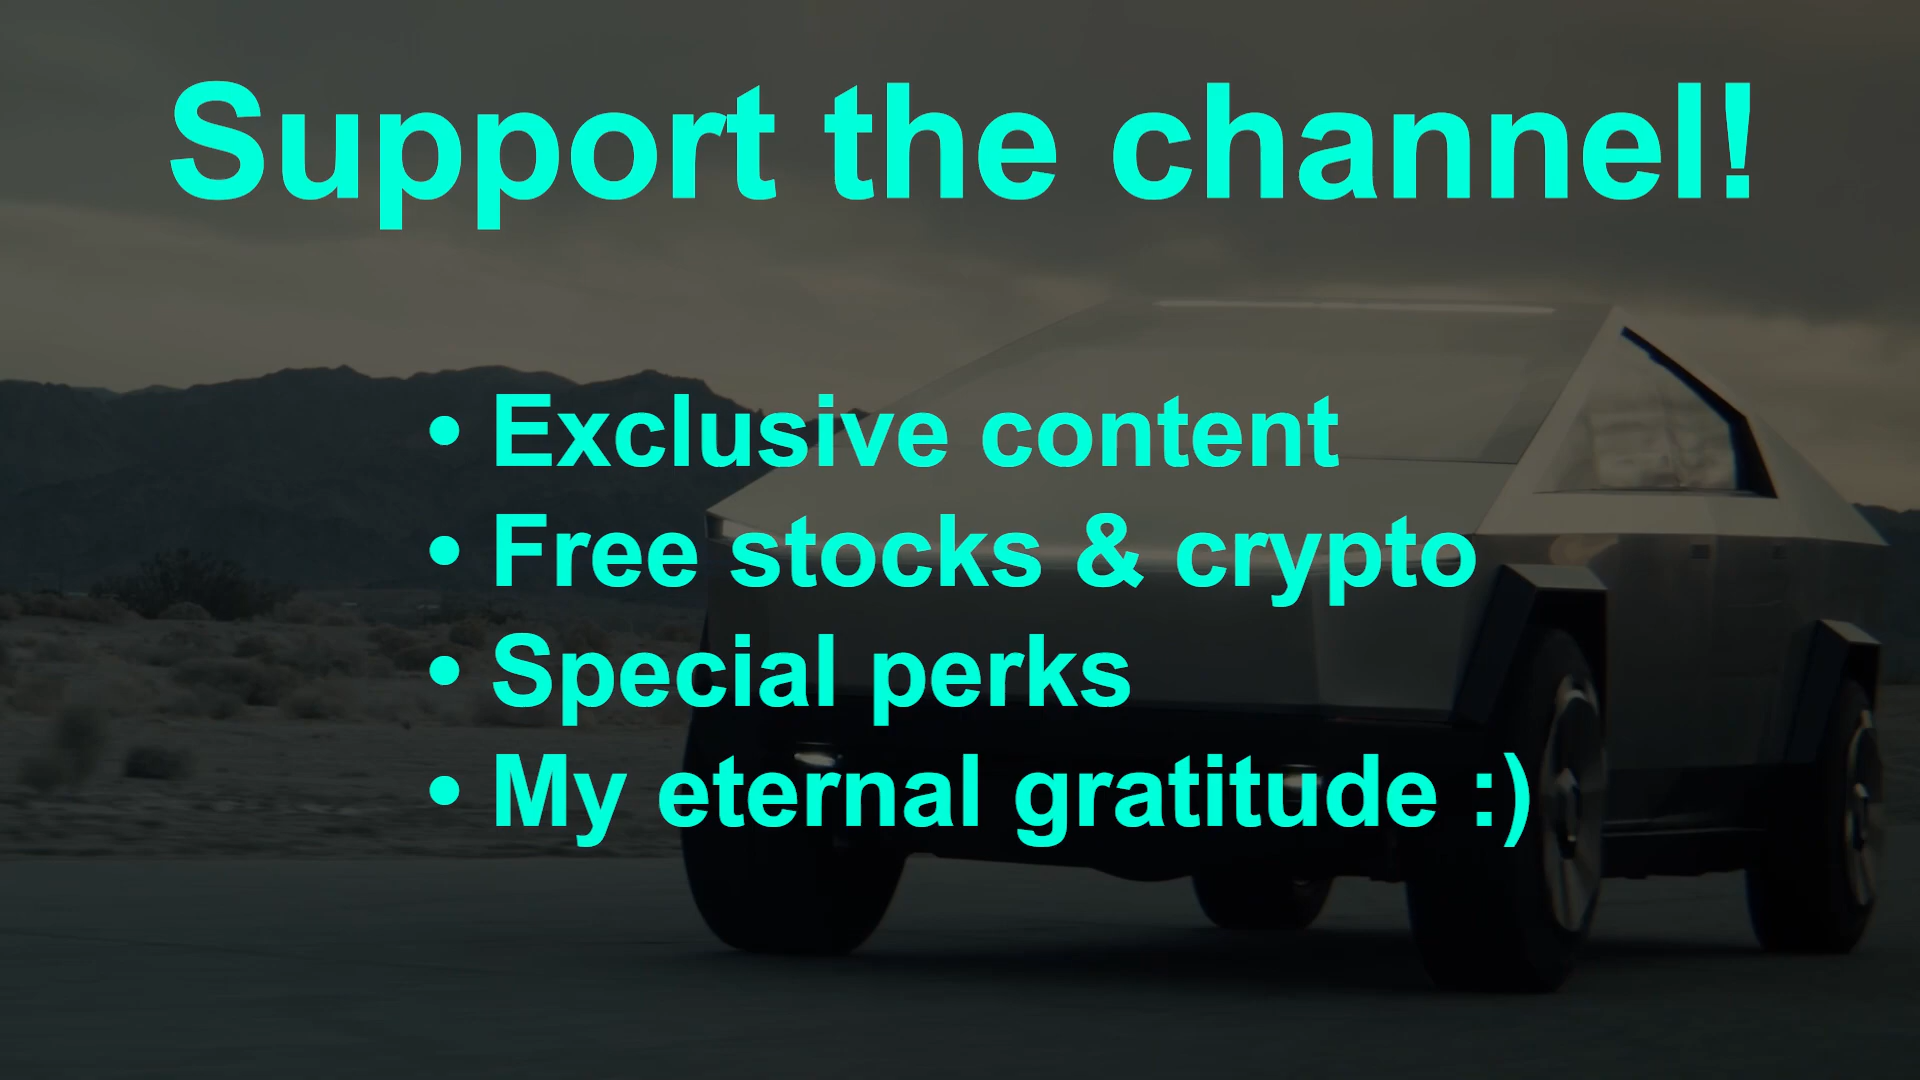 Support the channel!
• Exclusive content
• Free stocks & crypto
• Special perks
• My eternal gratitude :)